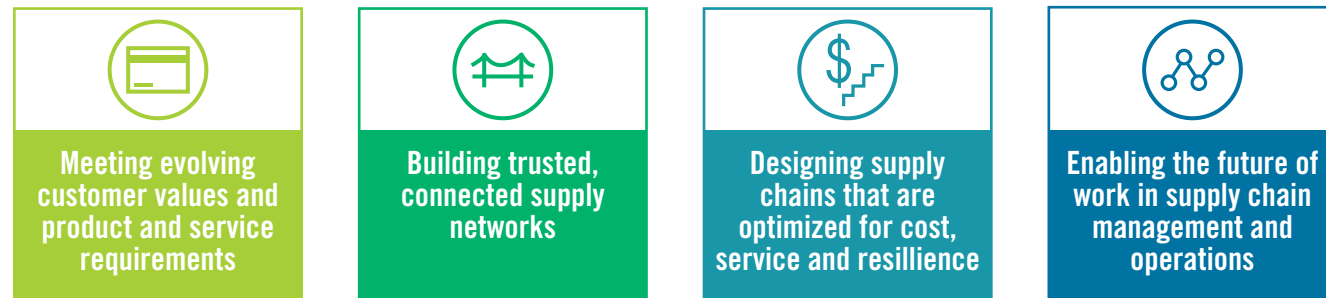 Meeting evolving
customer values and
product and service
requirements
Building trusted,
connected supply
networks
Designing supply
chains that are
optimized for cost,
service and resillience
Enabling the future of
work in supply chain
management and
operations